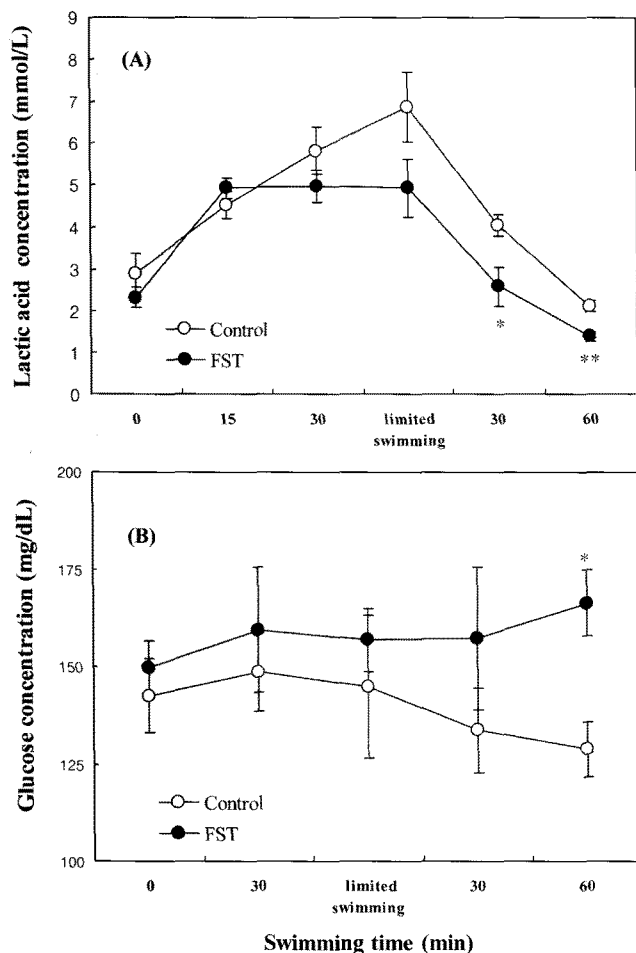 Lactic acid concentration (mmol/L)
9
8
7
6
5
4
3
2
1
0
(A)
Control
FST
*
**
0 15 30 limited 30 60
swimming
Glucose concentration (mg/dL)
200
175
150
125
100
(B)
*
Control
FST
0 30 limited 30 60
swimming
Swimming time (min)